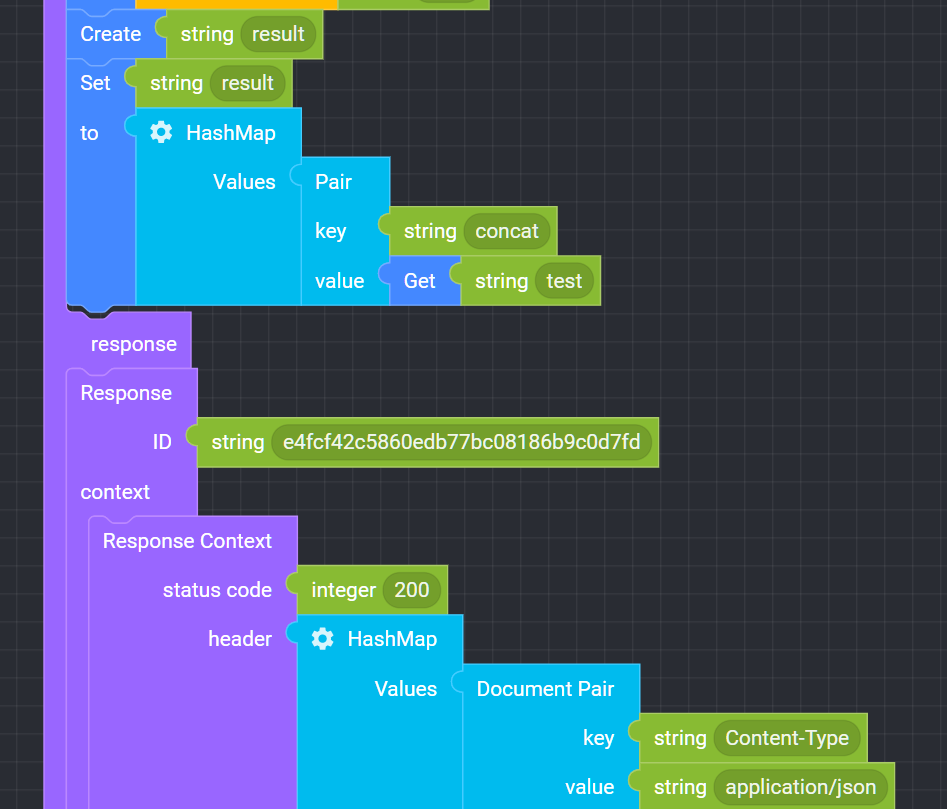 Create string result
Set string result
to HashMap
Values Pair
key string concat
value Get string test
response
Response
ID string e4fcf42c5860edb77bc08186b9c0d7fd
context
Response Context
status code integer 200
header HashMap
Values Document Pair
key string Content-Type
value string application/json